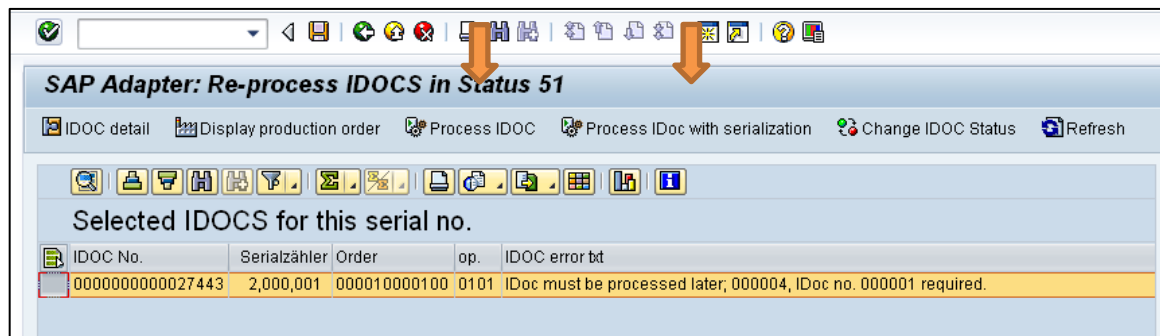 SAP Adapter: Re-process IDOCS in Status 51
IDOC detail Display production order Process IDOC Process IDoc with serialization Change IDOC Status Refresh
Selected IDOCS for this serial no.
IDOC No. Serialzähler Order op. IDOC error txt
0000000000027443 2,000,001 000010000100 0101 IDoc must be processed later; 000004, IDoc no. 000001 required.